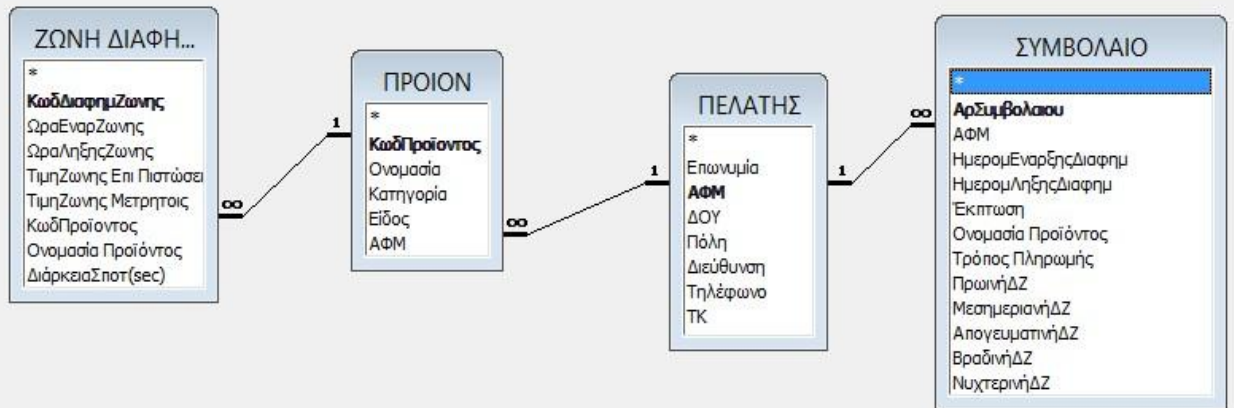 ΖΩΝΗ ΔΙΑΦΗ...
*
ΚωδΔιαφημΖωνης
ΩραΕναρΖωνης
ΩραΛηξηςΖωνης
ΤιμηΖωνης Επι Πιστώσει
ΤιμηΖωνης Μετρητοις
ΚωδΠροϊοντος
Ονομασία Προϊόντος
ΔιάρκειαΣποτ(sec)
∞
1
ΠΡΟΙΟΝ
*
ΚωδΠροϊοντος
Ονομασία
Κατηγορία
Είδος
ΑΦΜ
∞
1
ΠΕΛΑΤΗΣ
*
Επωνυμία
ΑΦΜ
ΔΟΥ
Πόλη
Διεύθυνση
Τηλέφωνο
ΤΚ
1
∞
ΣΥΜΒΟΛΑΙΟ
*
ΑρΣυμβολαιου
ΑΦΜ
ΗμερομΕναρξηςΔιαφημ
ΗμερομΛηξηςΔιαφημ
Έκπτωση
Ονομασία Προϊόντος
Τρόπος Πληρωμής
ΠρωινήΔΖ
ΜεσημεριανήΔΖ
ΑπογευματινήΔΖ
ΒραδινήΔΖ
ΝυχτερινήΔΖ